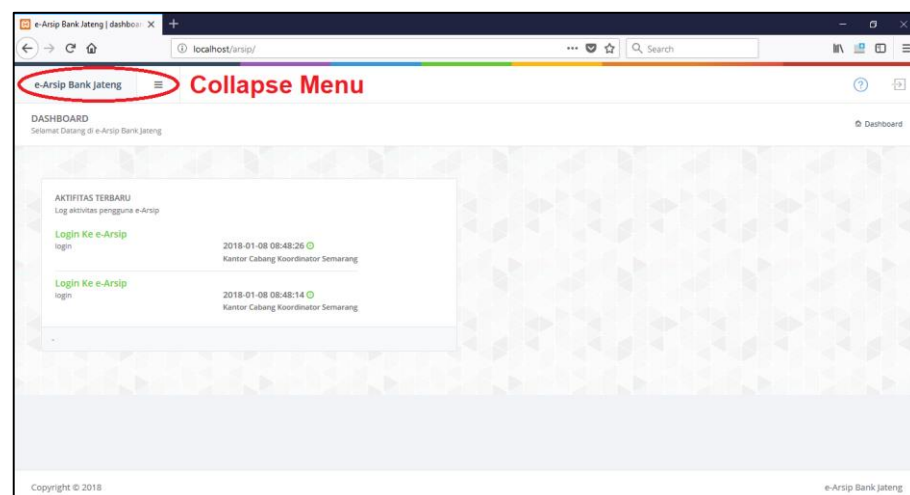 e-Arsip Bank Jateng | dashboar
localhost/arsip/
Search
e-Arsip Bank Jateng
Collapse Menu
DASHBOARD
Selamat Datang di e-Arsip Bank Jateng
Dashboard
AKTIFITAS TERBARU
Log aktivitas pengguna e-Arsip
Login Ke e-Arsip
login
2018-01-08 08:48:26
Kantor Cabang Koordinator Semarang
Login Ke e-Arsip
login
2018-01-08 08:48:14
Kantor Cabang Koordinator Semarang
-
Copyright © 2018
e-Arsip Bank Jateng